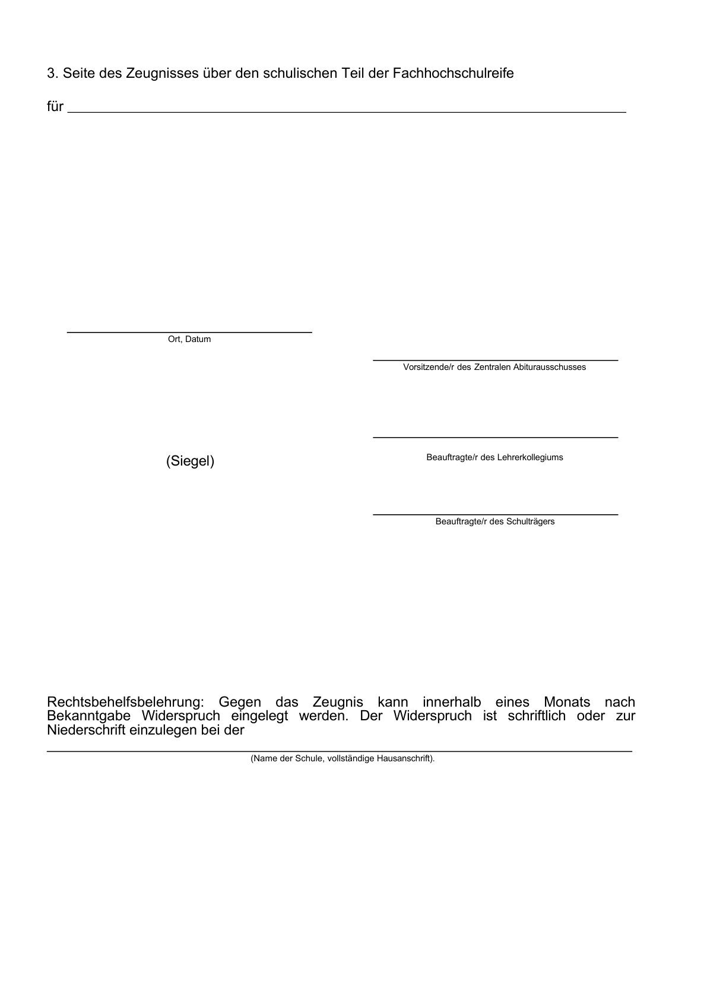 3. Seite des Zeugnisses über den schulischen Teil der Fachhochschulreife
für
Ort, Datum
Vorsitzende/r des Zentralen Abiturausschusses
(Siegel)
Beauftragte/r des Lehrerkollegiums
Beauftragte/r des Schulträgers
Rechtsbehelfsbelehrung: Gegen das Zeugnis kann innerhalb eines Monats nach
Bekanntgabe Widerspruch eingelegt werden. Der Widerspruch ist schriftlich oder zur
Niederschrift einzulegen bei der
(Name der Schule, vollständige Hausanschrift).